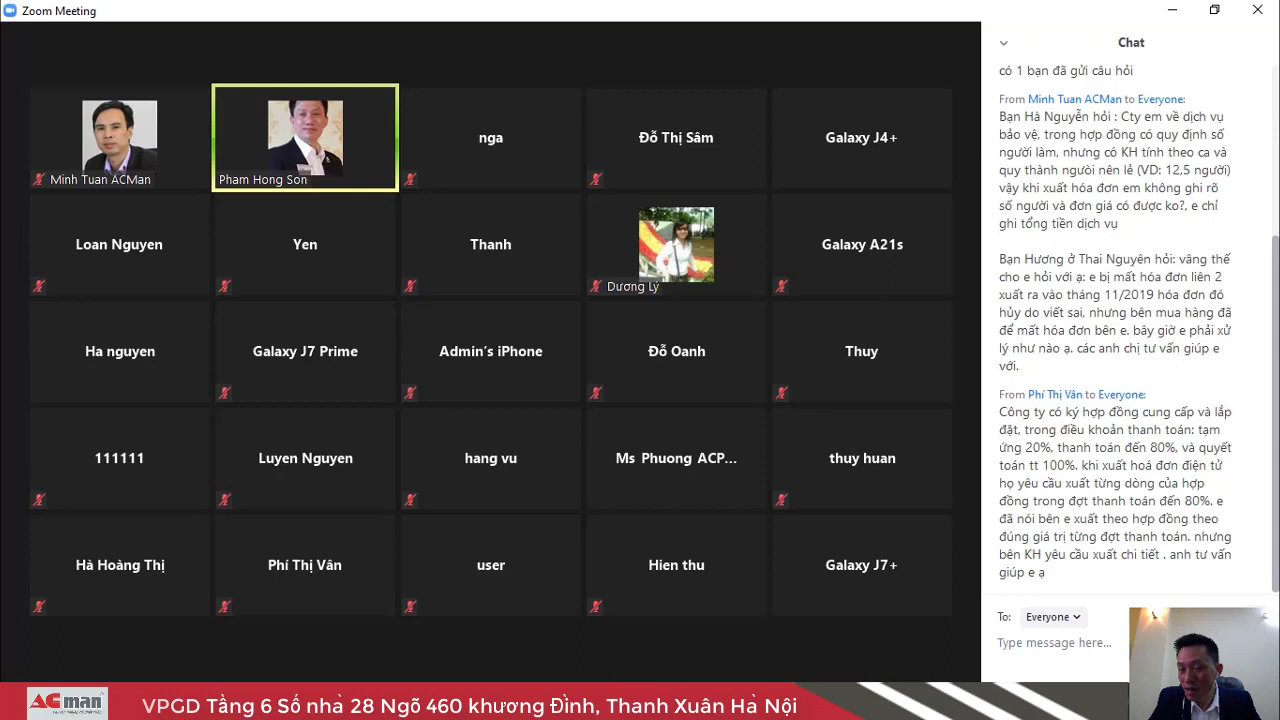 Zoom Meeting
Minh Tuan ACMan
Pham Hong Son
nga
Đỗ Thị Sâm
Galaxy J4+
Loan Nguyen
Yen
Thanh
Dương Lý
Galaxy A21s
Ha nguyen
Galaxy J7 Prime
Admin's iPhone
Đỗ Oanh
Thuy
111111
Luyen Nguyen
hang vu
Ms Phuong ACP...
thuy huan
Hà Hoàng Thị
Phí Thị Vân
user
Hien thu
Galaxy J7+
Chat
có 1 bạn đã gửi câu hỏi
From Minh Tuan ACMan to Everyone:
Bạn Hà Nguyễn hỏi : Cty em về dịch vụ
bảo vệ, trong hợp đồng có quy định số
người làm, nhưng có KH tính theo ca và
quy thành ngưòi nên lẻ (VD: 12,5 người)
vậy khi xuất hóa đơn em không ghi rõ
số người và đơn giá có được ko?, e chỉ
ghi tổng tiền dịch vụ
Bạn Hương ở Thai Nguyên hỏi: vâng thế
cho e hỏi với ạ: e bị mất hóa đơn liên 2
xuất ra vào tháng 11/2019 hóa đơn đó
hủy do viết sai, nhưng bên mua hàng đã
để mất hóa đơn bên e. bây giờ e phải xử
lý như nào ạ. các anh chị tư vấn giúp e
với.
From Phí Thị Vân to Everyone:
Công ty có ký hợp đồng cung cấp và lắp
đặt, trong điều khoản thanh toán: tạm
ứng 20%, thanh toán đến 80%, và quyết
toán tt 100%. khi xuất hoá đơn điện tử
họ yêu cầu xuất từng dòng của hợp
đồng trong đợt thanh toán đến 80%. e
đã nói bên e xuất theo hợp đồng theo
đúng giá trị từng đợt thanh toán. nhưng
bên KH yêu cầu xuất chi tiết . anh tư vấn
giúp e ạ
To: Everyone
Type message here...
ACman
VPGD Tầng 6 Số nhà 28 Ngõ 460 khương Đình, Thanh Xuân Hà Nội